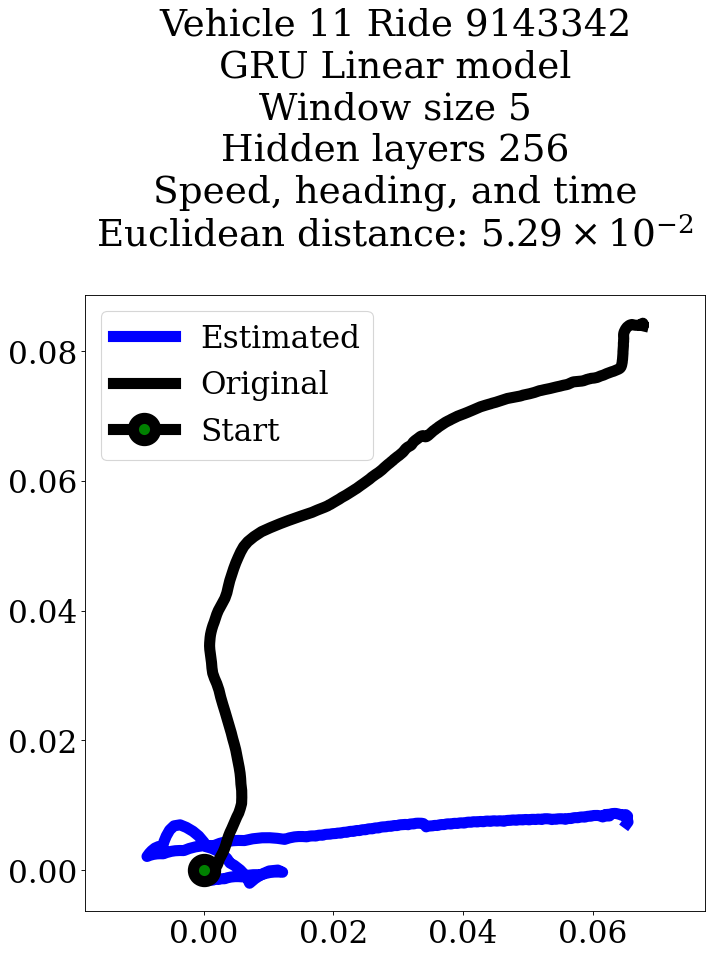 Vehicle 11 Ride 9143342
GRU Linear model
Window size 5
Hidden layers 256
Speed, heading, and time
Euclidean distance: 5.29 × 10⁻²
Estimated
Original
Start
0.08
0.06
0.04
0.02
0.00
0.00 0.02 0.04 0.06